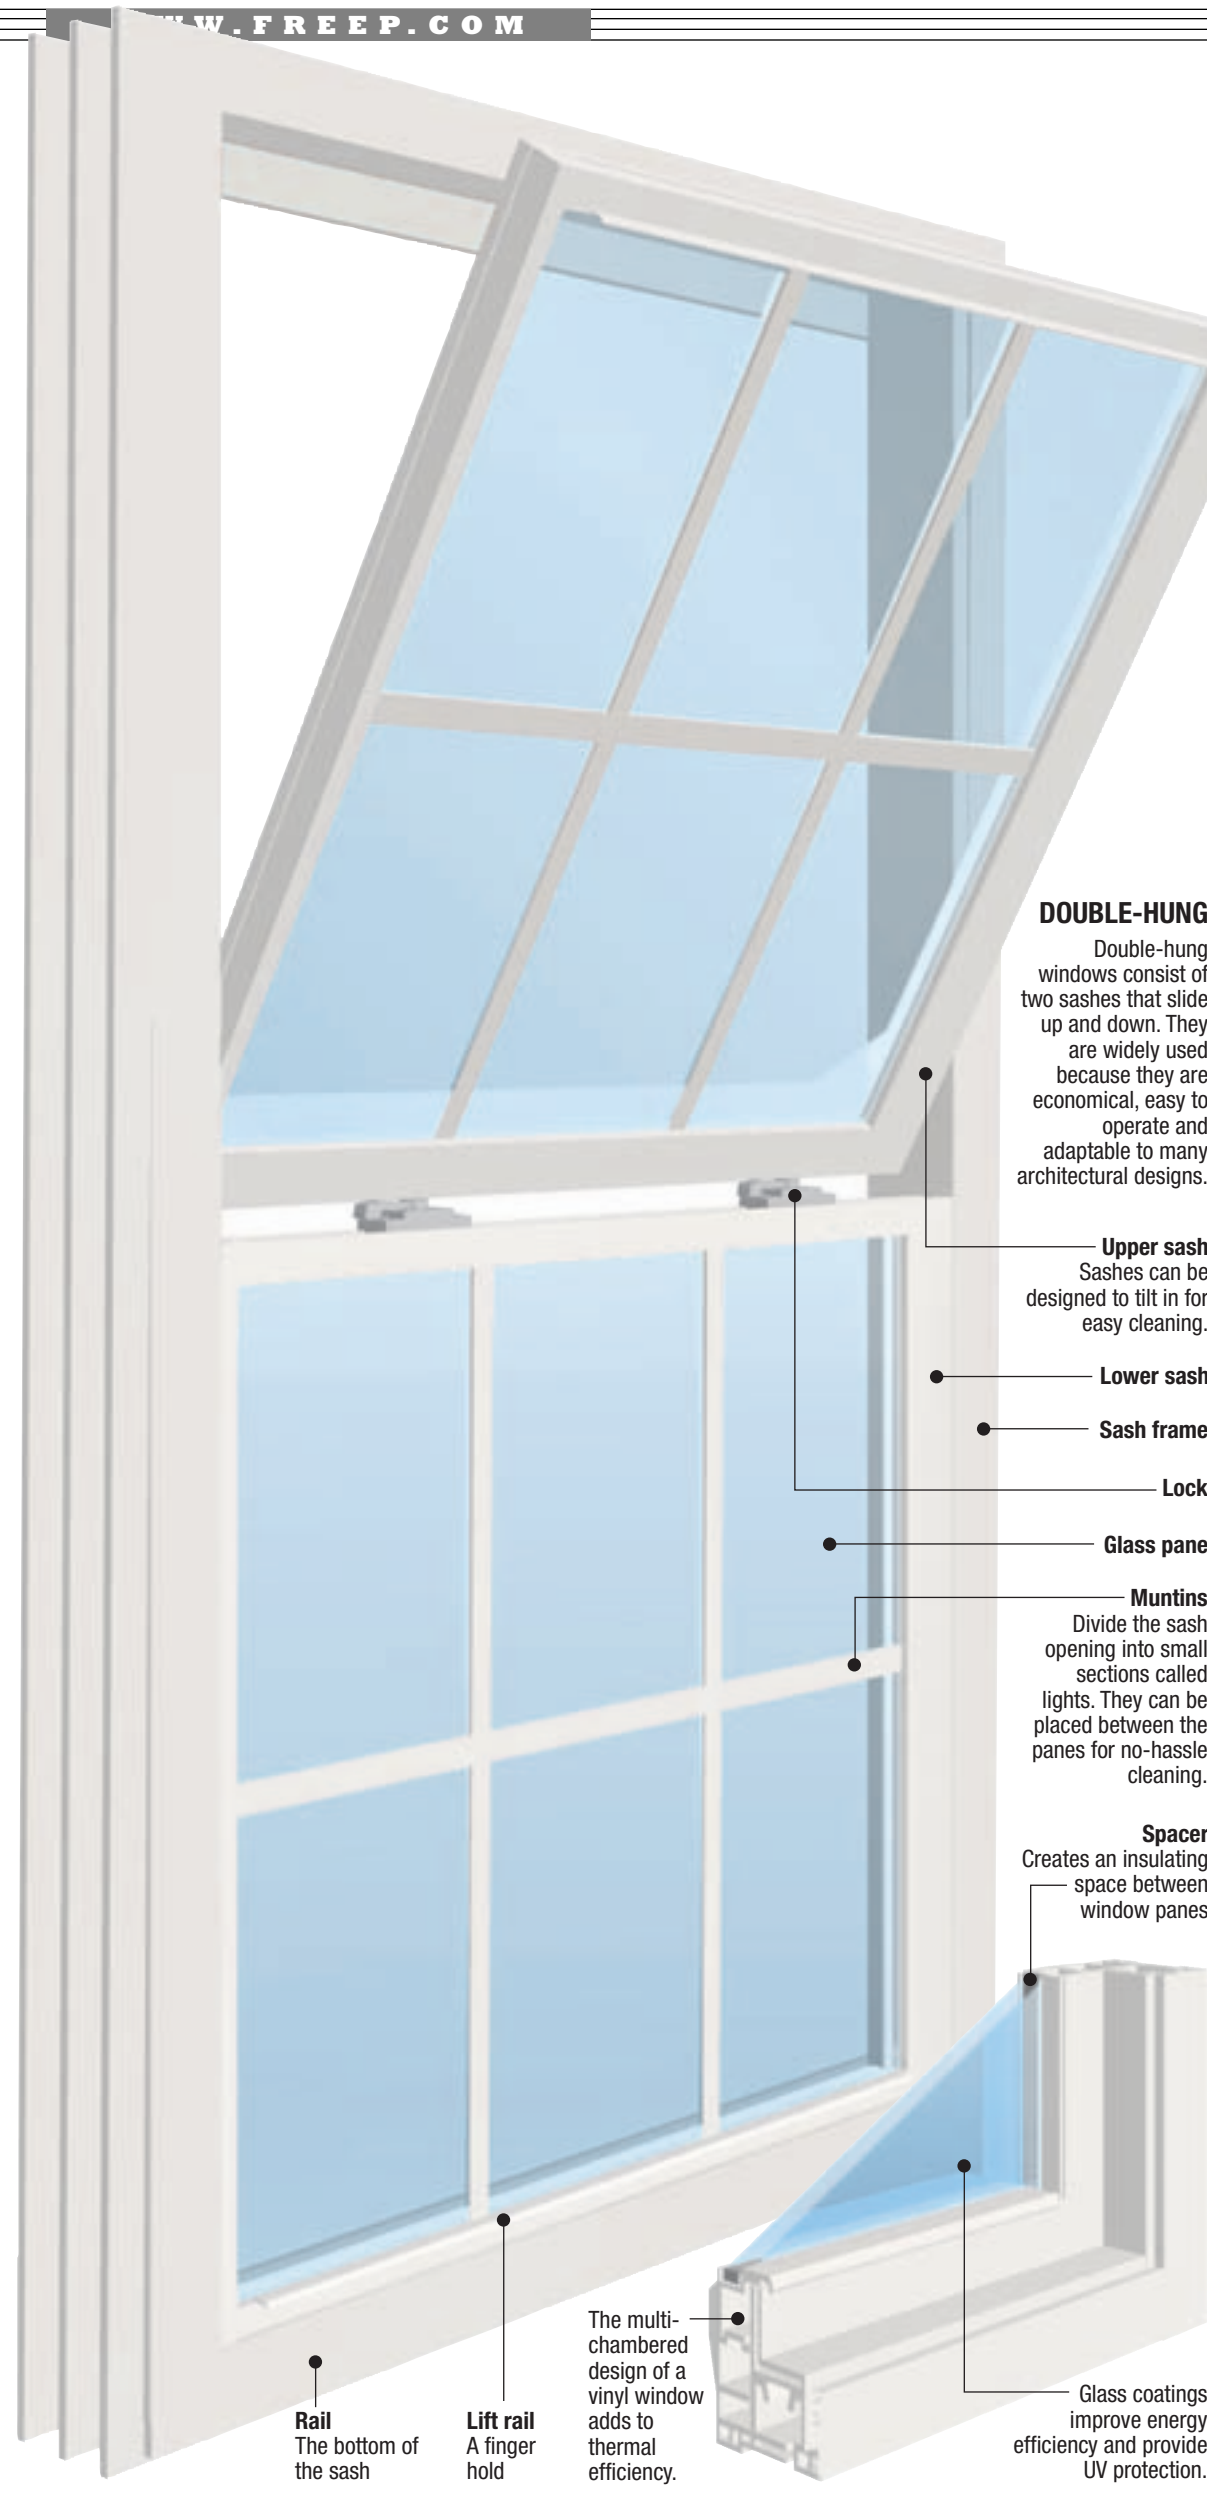 W.FREEP.COM
DOUBLE-HUNG
Double-hung
windows consist of
two sashes that slide
up and down. They
are widely used
because they are
economical, easy to
operate and
adaptable to many
architectural designs.
Upper sash
Sashes can be
designed to tilt in for
easy cleaning.
Lower sash
Sash frame
Lock
Glass pane
Muntins
Divide the sash
opening into small
sections called
lights. They can be
placed between the
panes for no-hassle
cleaning.
Spacer
Creates an insulating
space between
window panes
Rail
The bottom of
the sash
Lift rail
A finger
hold
The multi-
chambered
design of a
vinyl window
adds to
thermal
efficiency.
Glass coatings
improve energy
efficiency and provide
UV protection.